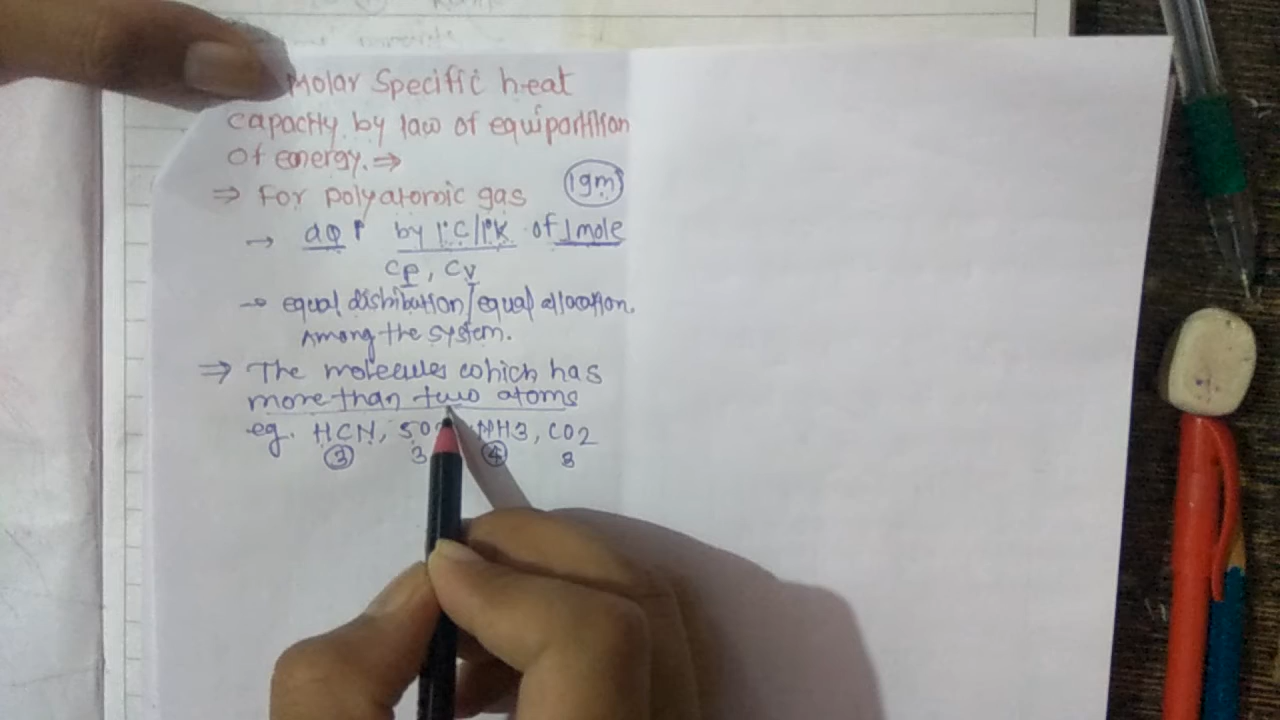 Molar Specific heat
capacity by law of equipartition
Of energy. ⇒
⇒ For polyatomic gas
1gm
→ dQ ↑ by 1°C/1°K of 1mole
Cp, Cv
→ equal distribution/equal allocation.
Among the system.
⇒ The molecules which has
more than two atoms
eg. HCN, SO NH3, CO2
3 3 4 3